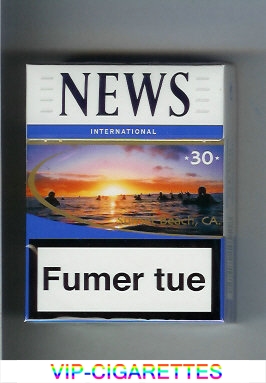 NEWS
INTERNATIONAL
*30*
Beach, CA.
Fumer tue
VIP-CIGARETTES